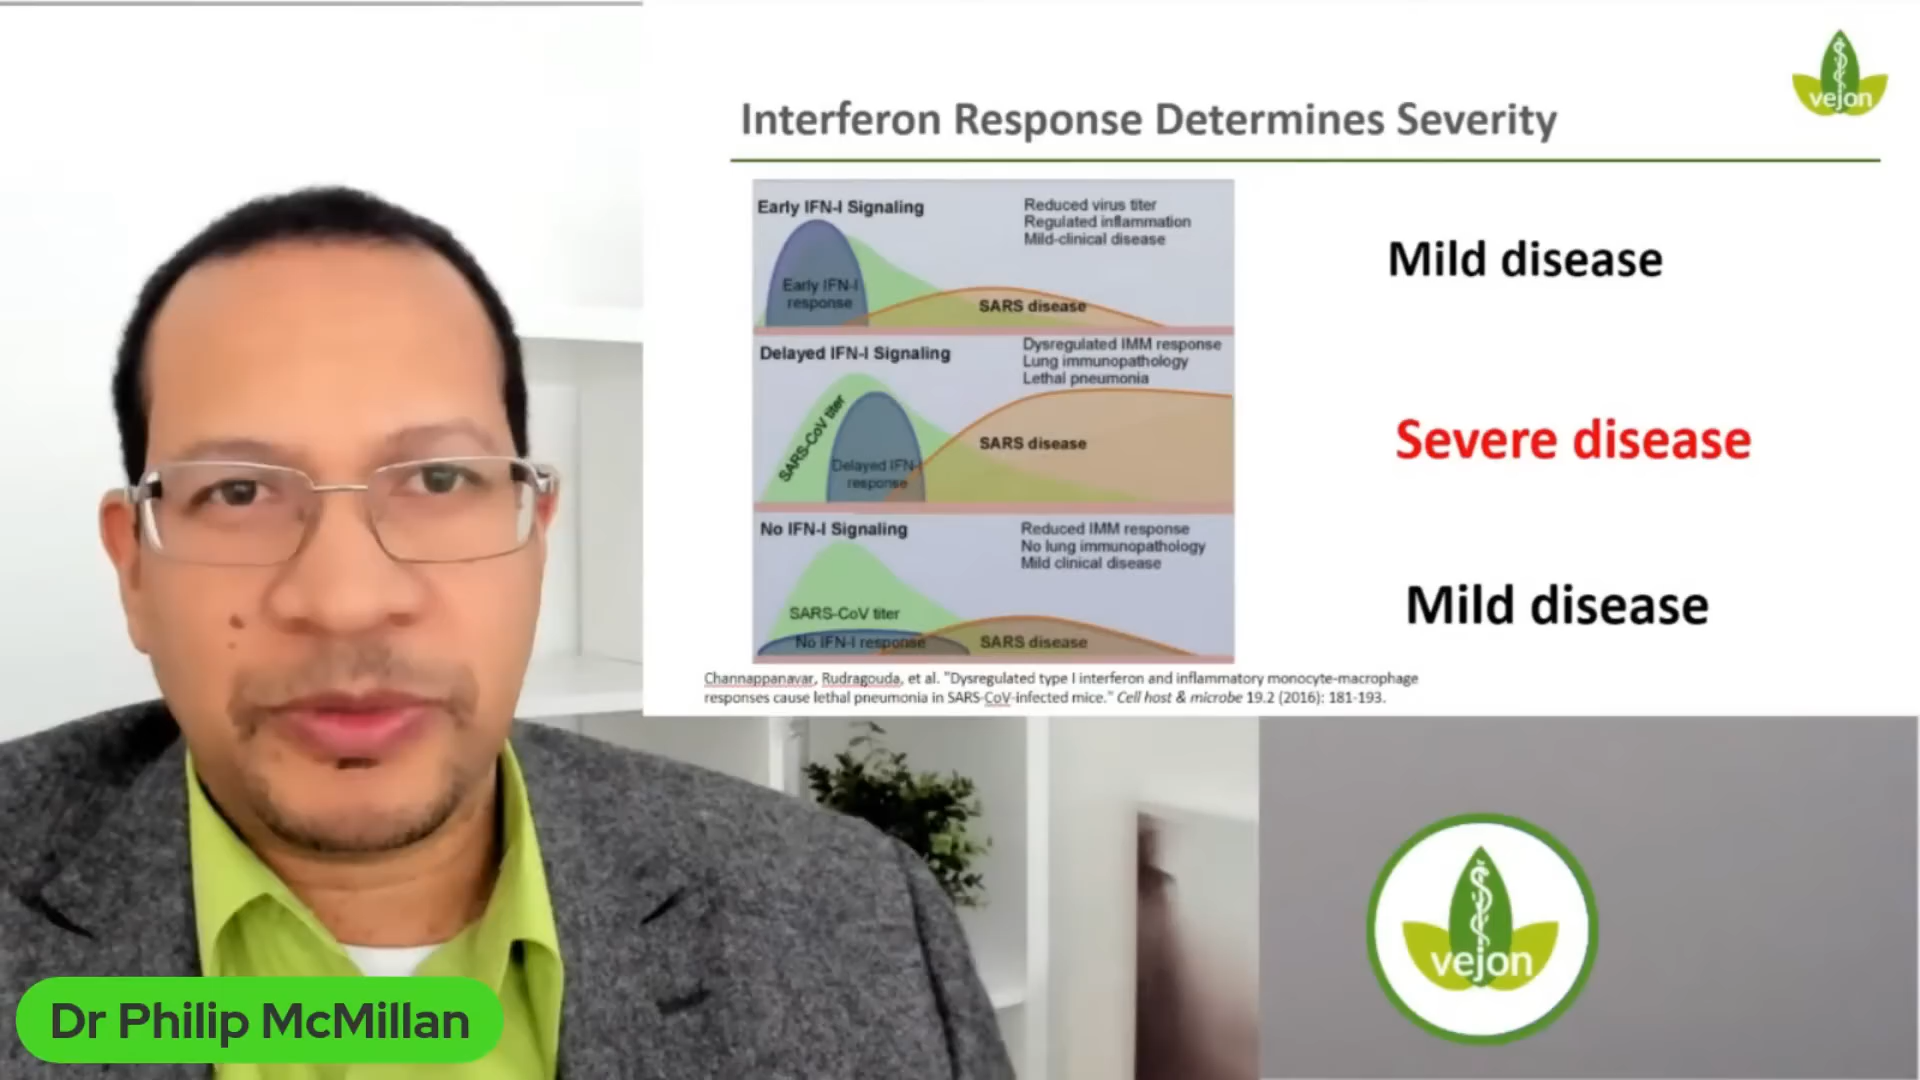 vejon
Interferon Response Determines Severity
Early IFN-I Signaling
Reduced virus titer
Regulated inflammation
Mild-clinical disease
Early IFN-I
response
SARS disease
Mild disease
Delayed IFN-I Signaling
Dysregulated IMM response
Lung immunopathology
Lethal pneumonia
SARS-CoV titer
Delayed IFN-
response
SARS disease
Severe disease
No IFN-I Signaling
Reduced IMM response
No lung immunopathology
Mild clinical disease
SARS-CoV titer
No IFN-I response
SARS disease
Mild disease
Channappanavar, Rudragouda, et al. "Dysregulated type I interferon and inflammatory monocyte-macrophage
responses cause lethal pneumonia in SARS-CoV-infected mice." Cell host & microbe 19.2 (2016): 181-193.
vejon
Dr Philip McMillan